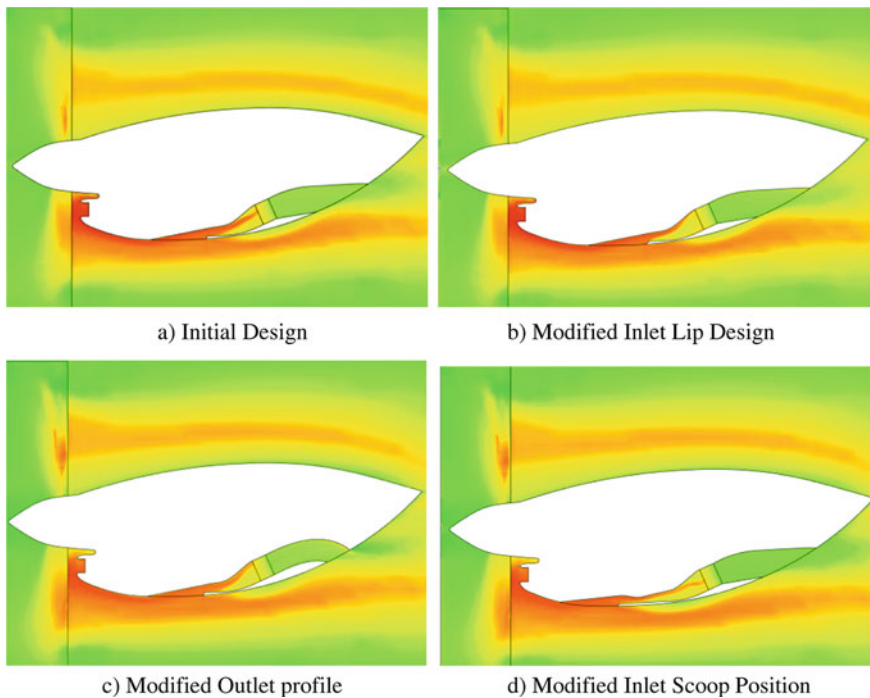 a) Initial Design
b) Modified Inlet Lip Design
c) Modified Outlet profile
d) Modified Inlet Scoop Position